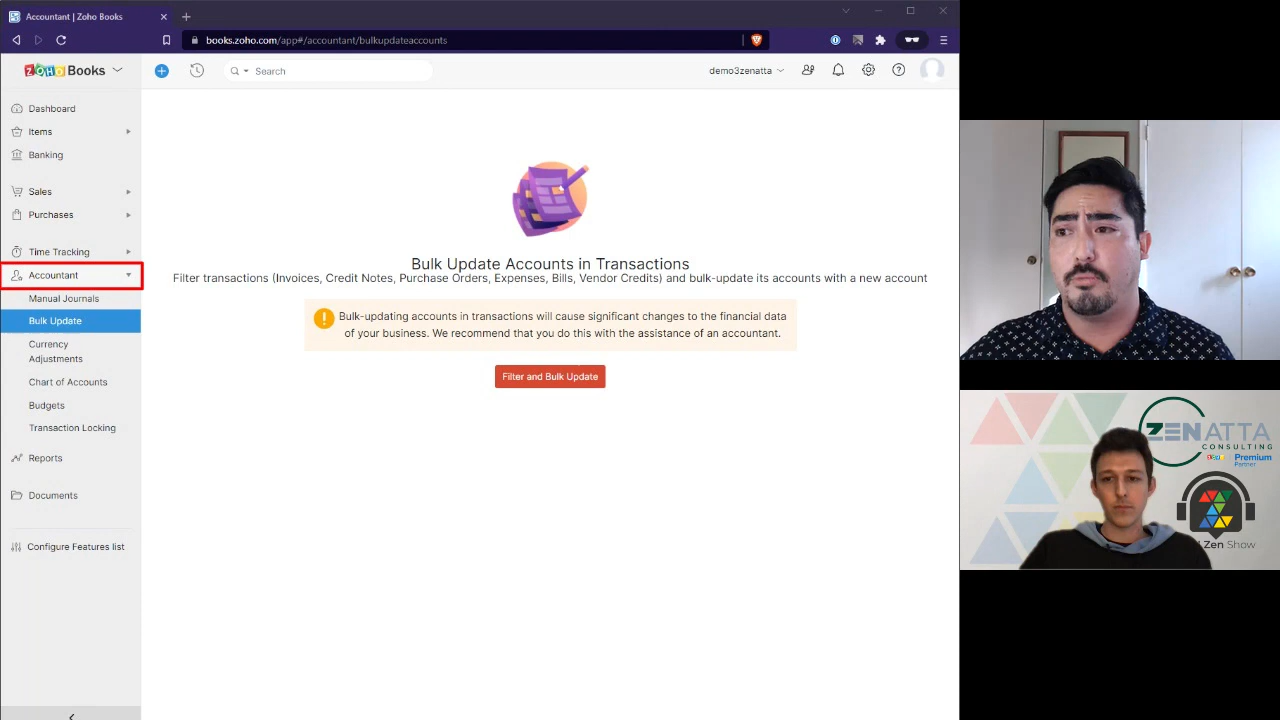 Accountant | Zoho Books
books.zoho.com/app#/accountant/bulkupdateaccounts
ZOHO Books
Search
demo3zenatta
Dashboard
Items
Banking
Sales
Purchases
Time Tracking
Accountant
Manual Journals
Bulk Update
Currency
Adjustments
Chart of Accounts
Budgets
Transaction Locking
Reports
Documents
Configure Features list
Bulk Update Accounts in Transactions
Filter transactions (Invoices, Credit Notes, Purchase Orders, Expenses, Bills, Vendor Credits) and bulk-update its accounts with a new account
Bulk-updating accounts in transactions will cause significant changes to the financial data
of your business. We recommend that you do this with the assistance of an accountant.
Filter and Bulk Update
ZENATTA
CONSULTING
ZOHO Premium
Partner
Zen Show